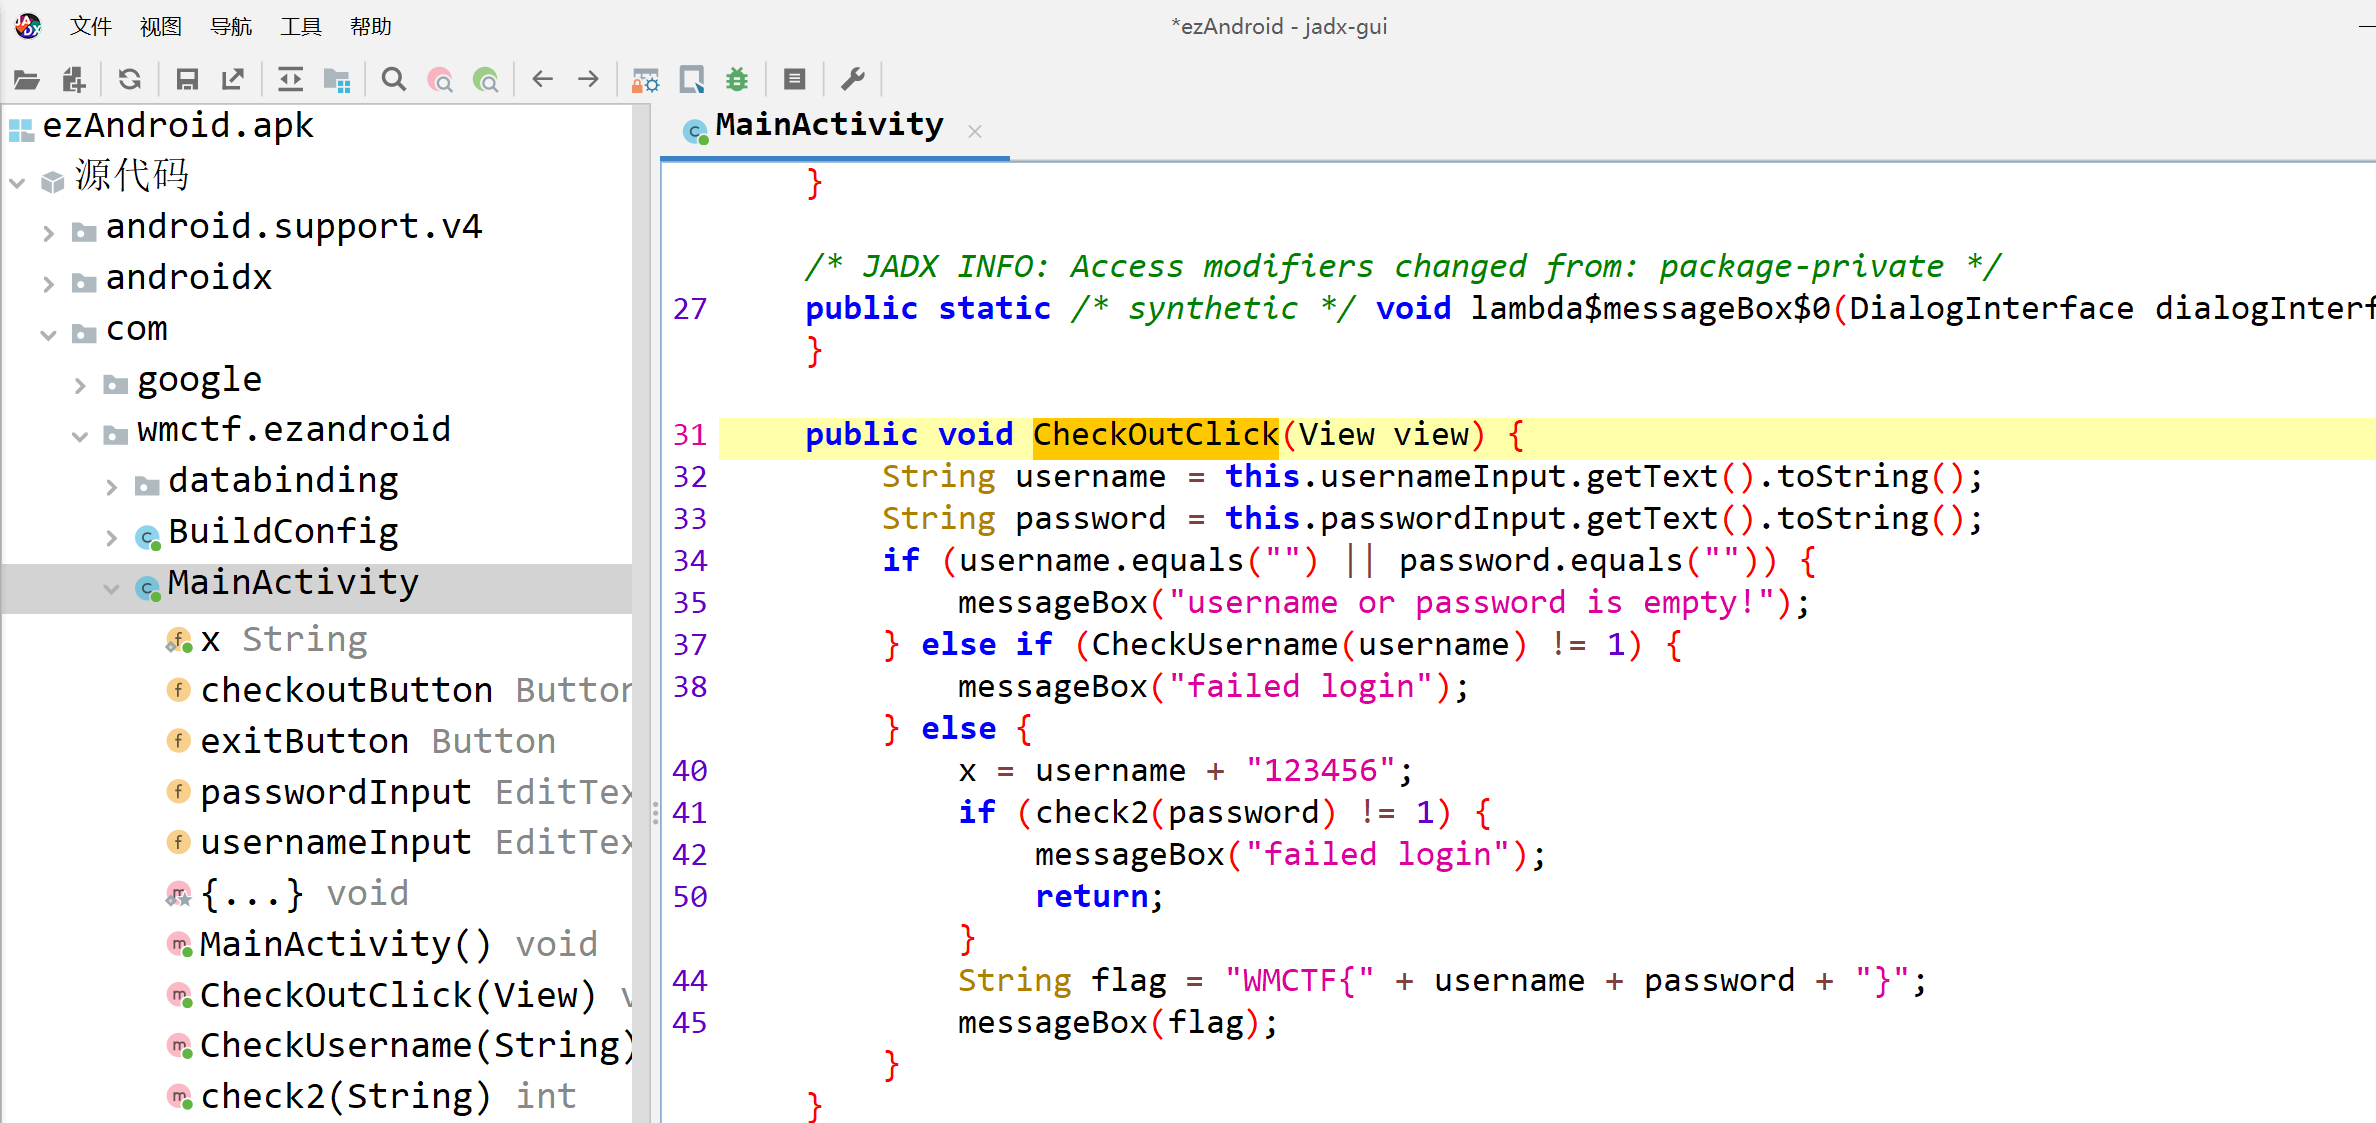 文件 视图 导航 工具 帮助
*ezAndroid - jadx-gui
ezAndroid.apk
源代码
android.support.v4
androidx
com
google
wmctf.ezandroid
databinding
BuildConfig
MainActivity
x String
checkoutButton Button
exitButton Button
passwordInput EditTex
usernameInput EditTex
{...} void
MainActivity() void
CheckOutClick(View) v
CheckUsername(String)
check2(String) int
MainActivity
}
/* JADX INFO: Access modifiers changed from: package-private */
27 public static /* synthetic */ void lambda$messageBox$0(DialogInterface dialogInterf
}
31 public void CheckOutClick(View view) {
32 String username = this.usernameInput.getText().toString();
33 String password = this.passwordInput.getText().toString();
34 if (username.equals("") || password.equals("")) {
35 messageBox("username or password is empty!");
37 } else if (CheckUsername(username) != 1) {
38 messageBox("failed login");
} else {
40 x = username + "123456";
41 if (check2(password) != 1) {
42 messageBox("failed login");
50 return;
}
44 String flag = "WMCTF{" + username + password + "}";
45 messageBox(flag);
}
}